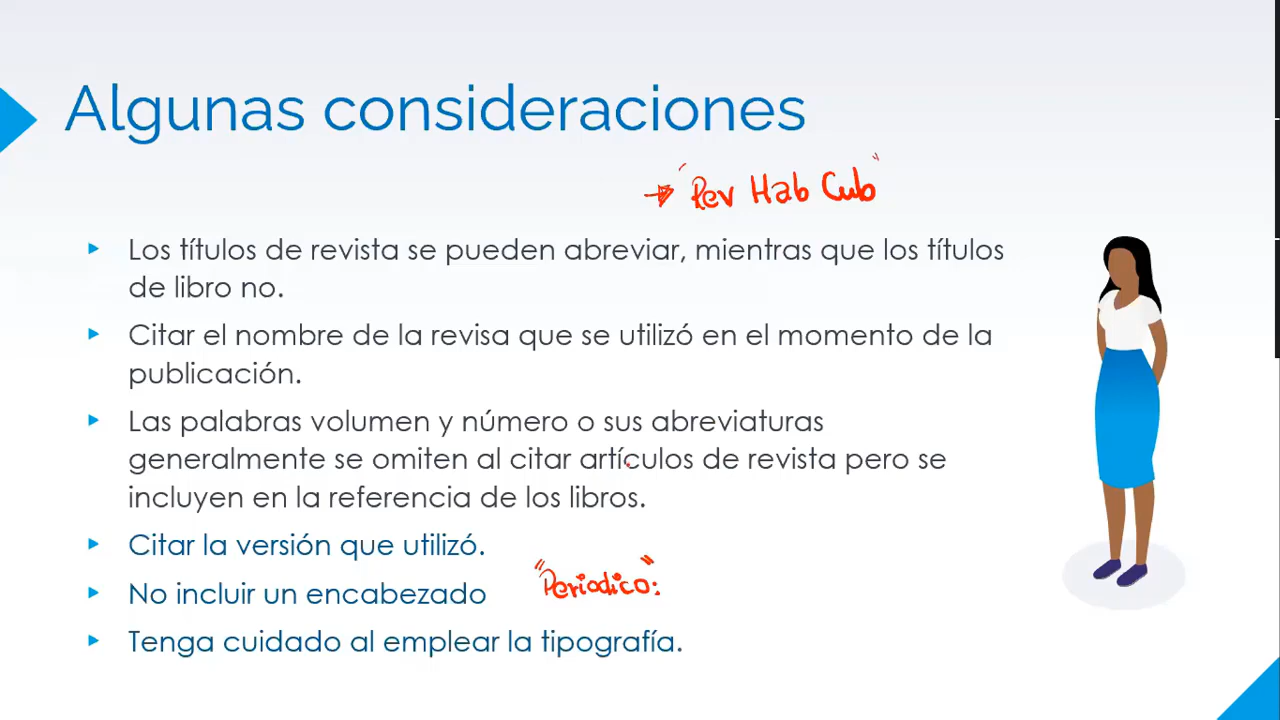 Algunas consideraciones
→ "Rev Hab Cub"
▸ Los títulos de revista se pueden abreviar, mientras que los títulos
de libro no.
▸ Citar el nombre de la revisa que se utilizó en el momento de la
publicación.
▸ Las palabras volumen y número o sus abreviaturas
generalmente se omiten al citar artículos de revista pero se
incluyen en la referencia de los libros.
▸ Citar la versión que utilizó.
"Periodico:"
▸ No incluir un encabezado
▸ Tenga cuidado al emplear la tipografía.